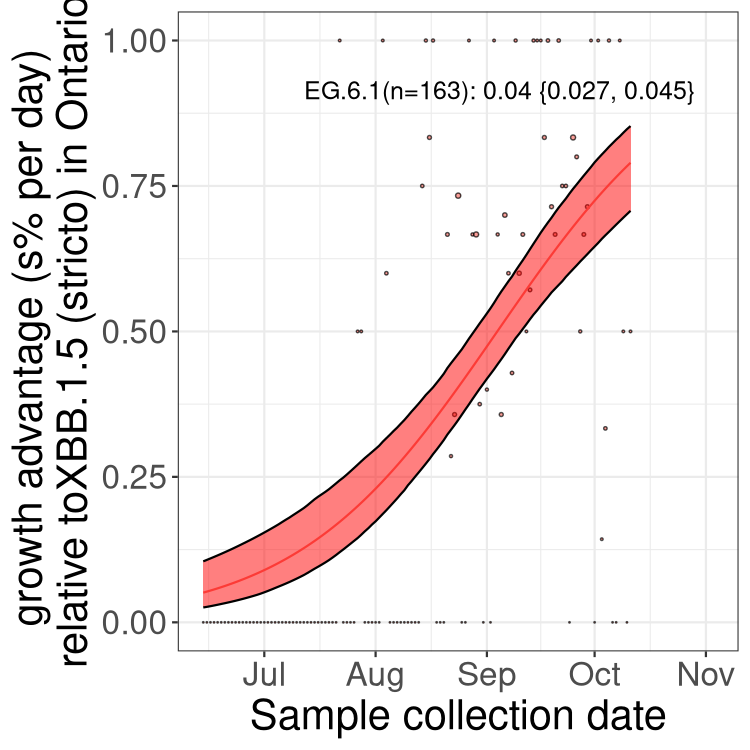 growth advantage (s% per day)
relative toXBB.1.5 (stricto) in Ontario
1.00
EG.6.1(n=163): 0.04 {0.027, 0.045}
0.75
0.50
0.25
0.00
Jul Aug Sep Oct Nov
Sample collection date